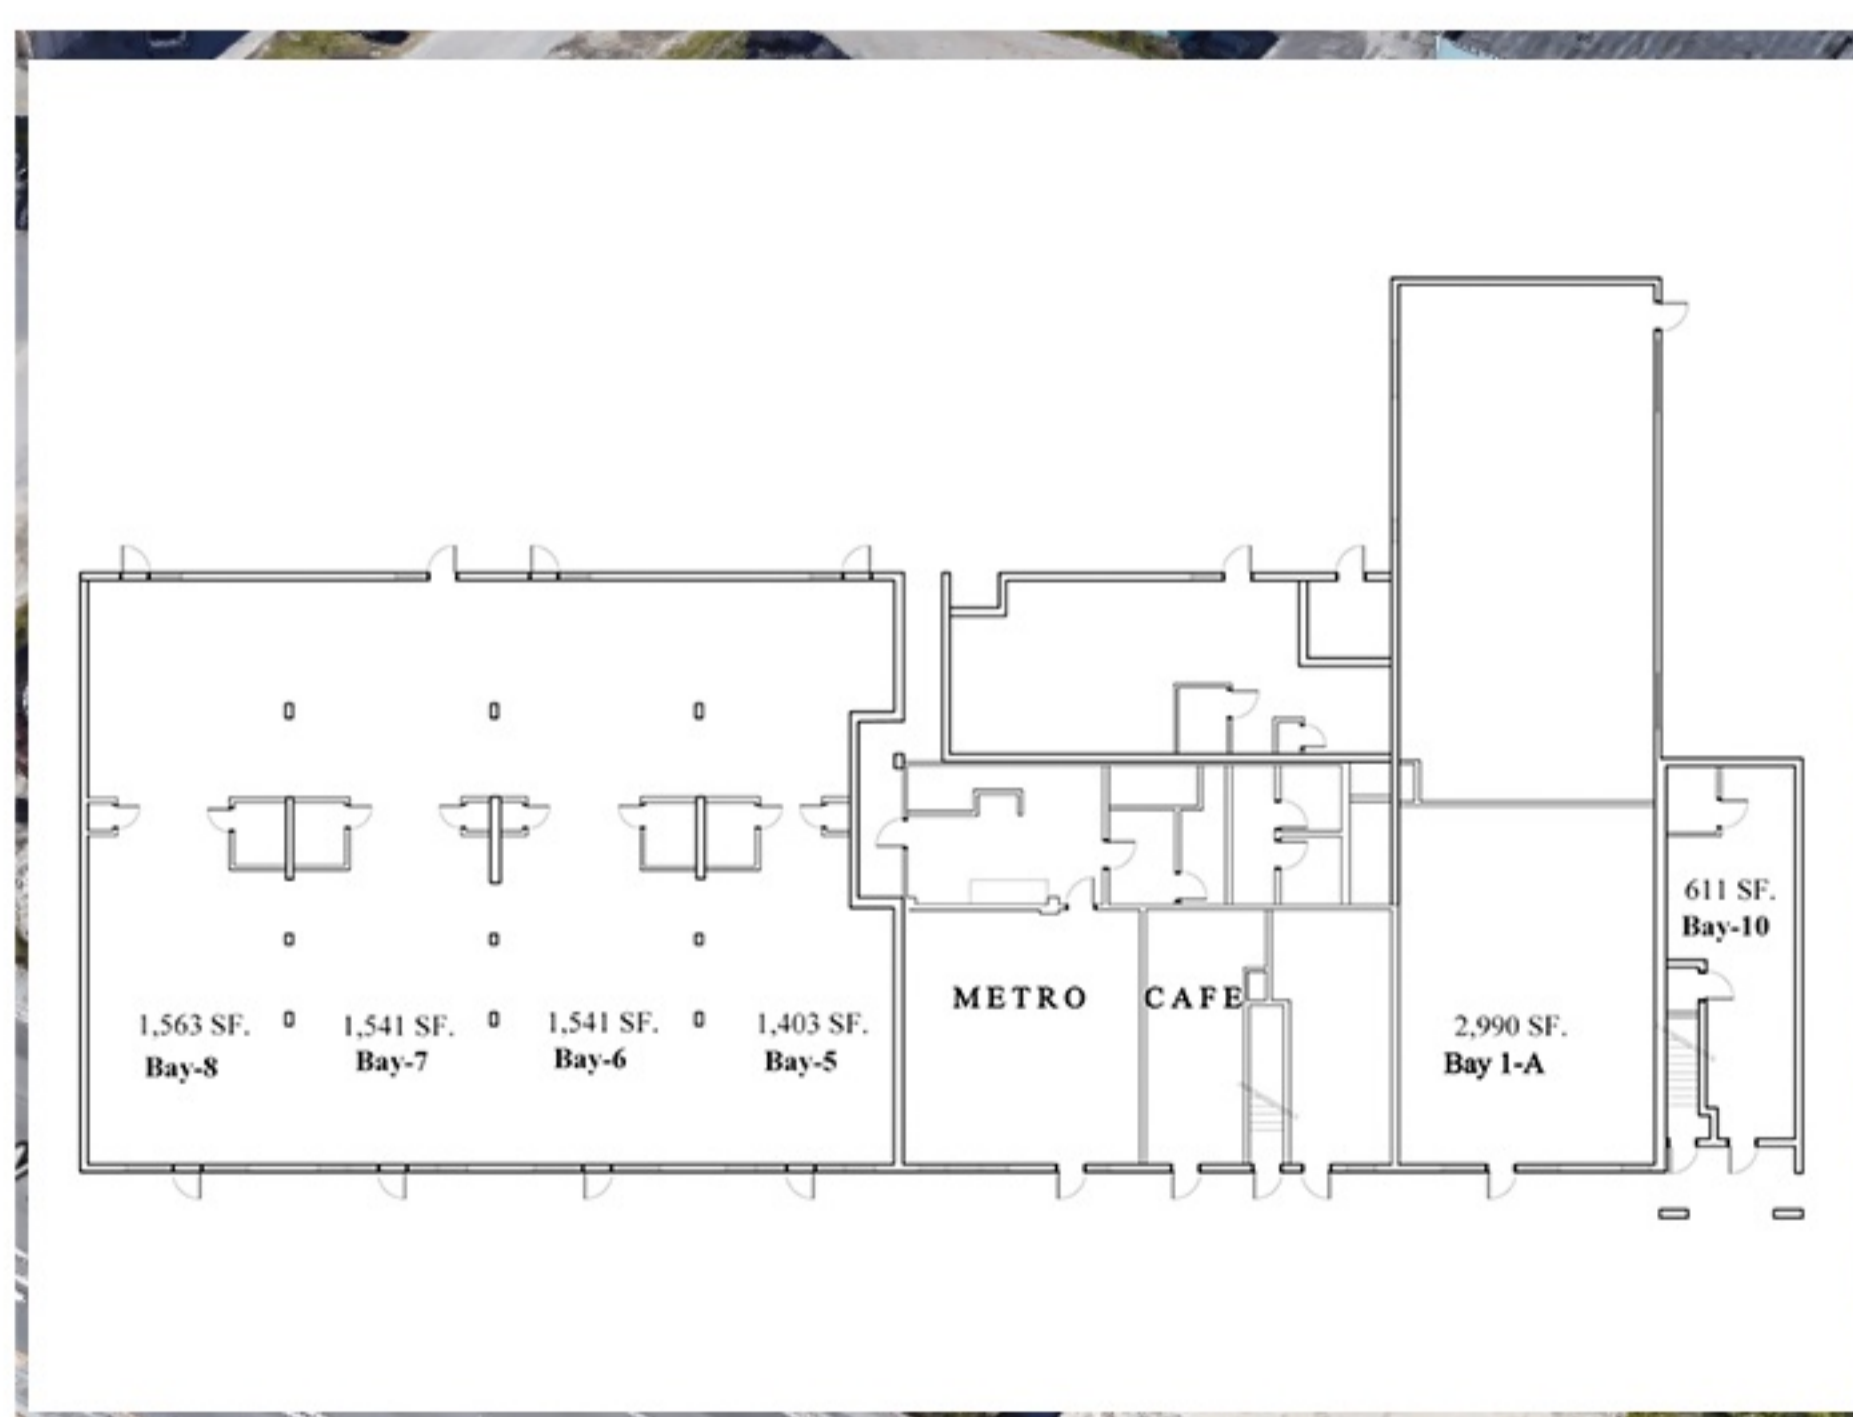 611 SF.
Bay-10
METRO CAFE
1,563 SF.
Bay-8
1,541 SF.
Bay-7
1,541 SF.
Bay-6
1,403 SF.
Bay-5
2,990 SF.
Bay 1-A